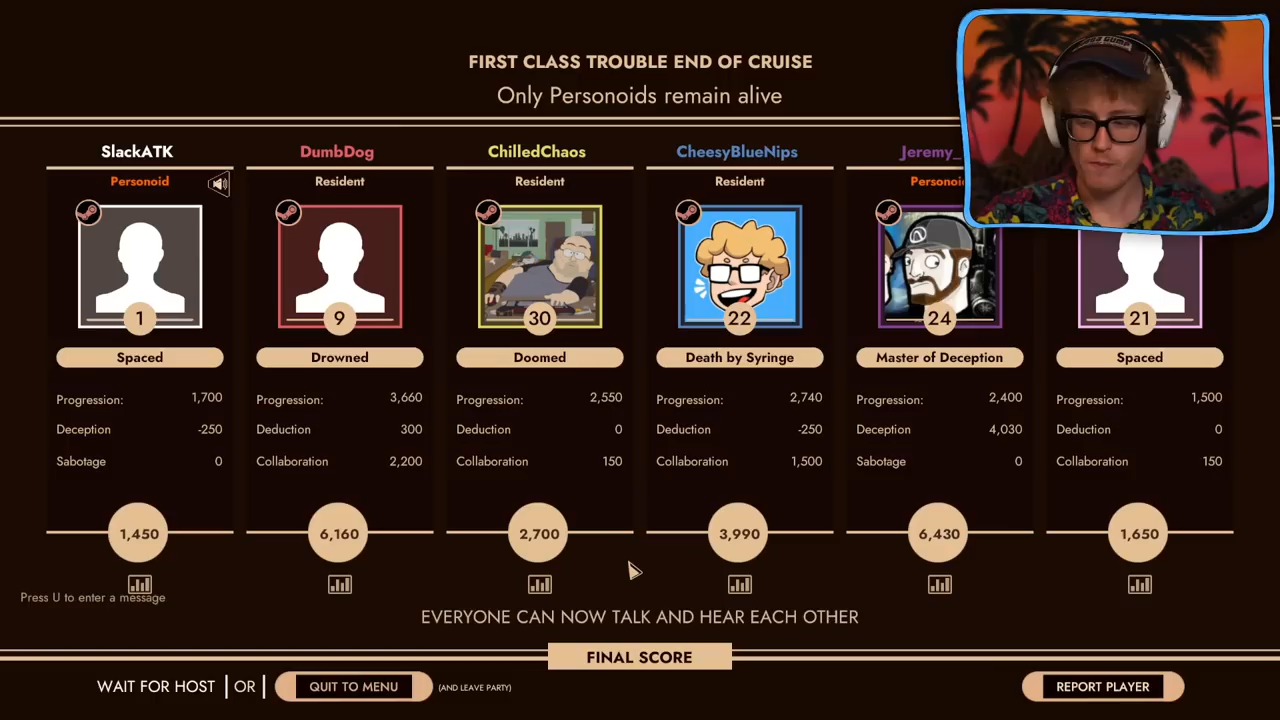 FIRST CLASS TROUBLE END OF CRUISE
Only Personoids remain alive
SlackATK DumbDog ChilledChaos CheesyBlueNips Jeremy_
Personoid Resident Resident Resident Personoid
1 9 30 22 24 21
Spaced Drowned Doomed Death by Syringe Master of Deception Spaced
Progression: 1,700 Progression: 3,660 Progression: 2,550 Progression: 2,740 Progression: 2,400 Progression: 1,500
Deception -250 Deduction 300 Deduction 0 Deduction -250 Deception 4,030 Deduction 0
Sabotage 0 Collaboration 2,200 Collaboration 150 Collaboration 1,500 Sabotage 0 Collaboration 150
1,450 6,160 2,700 3,990 6,430 1,650
Press U to enter a message
EVERYONE CAN NOW TALK AND HEAR EACH OTHER
FINAL SCORE
WAIT FOR HOST OR QUIT TO MENU (AND LEAVE PARTY) REPORT PLAYER